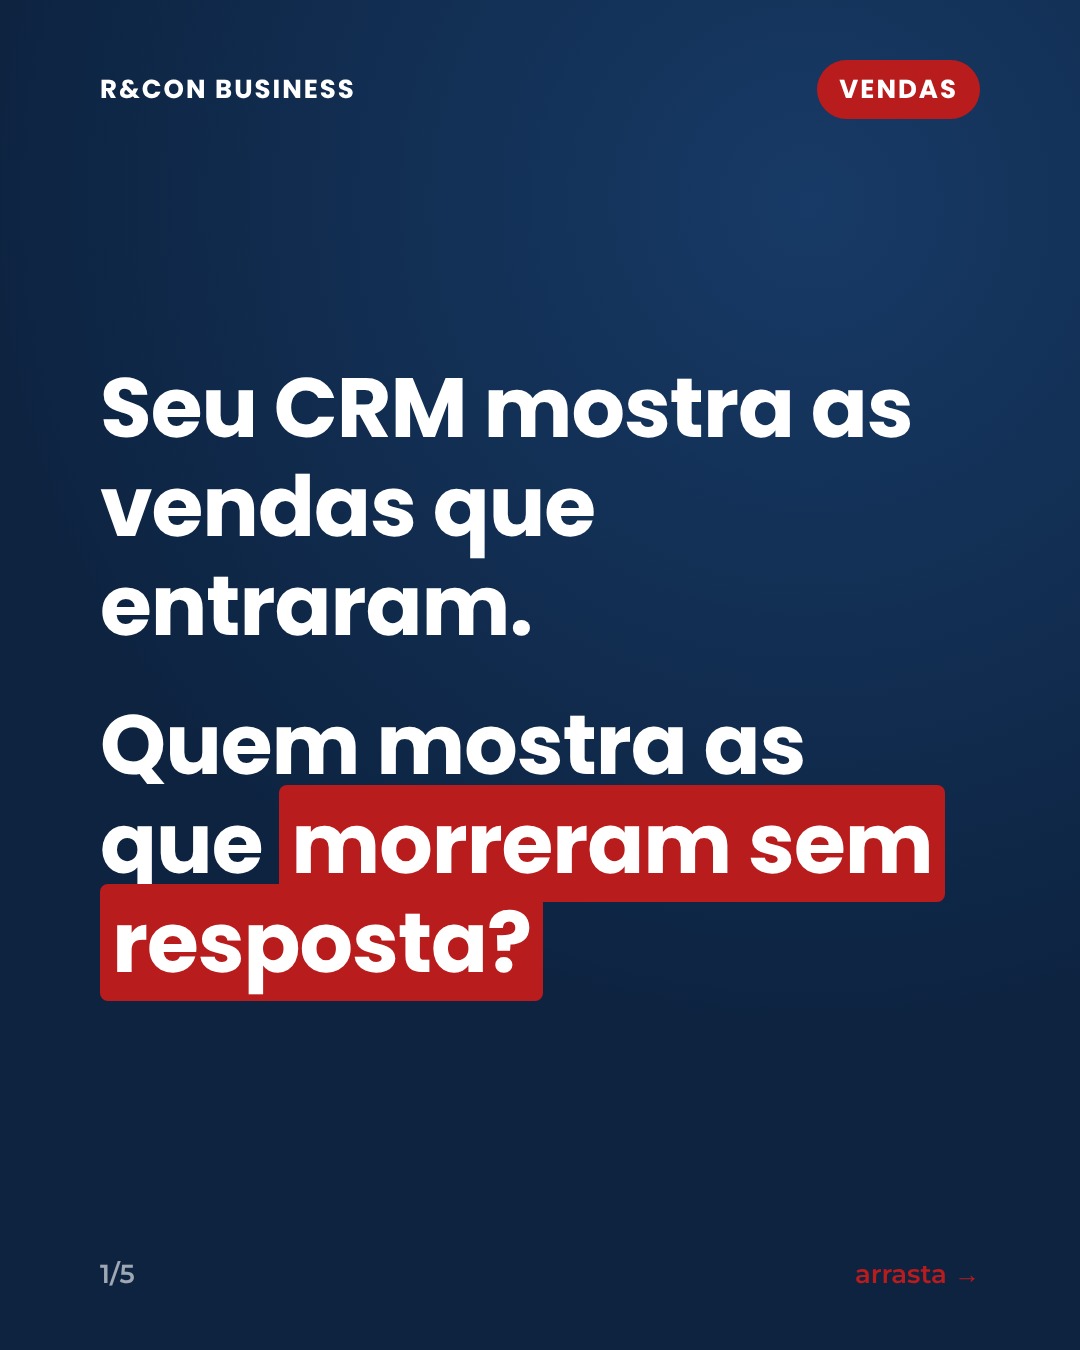 R&CON BUSINESS
VENDAS
Seu CRM mostra as
vendas que
entraram.
Quem mostra as
que morreram sem
resposta?
1/5
arrasta →